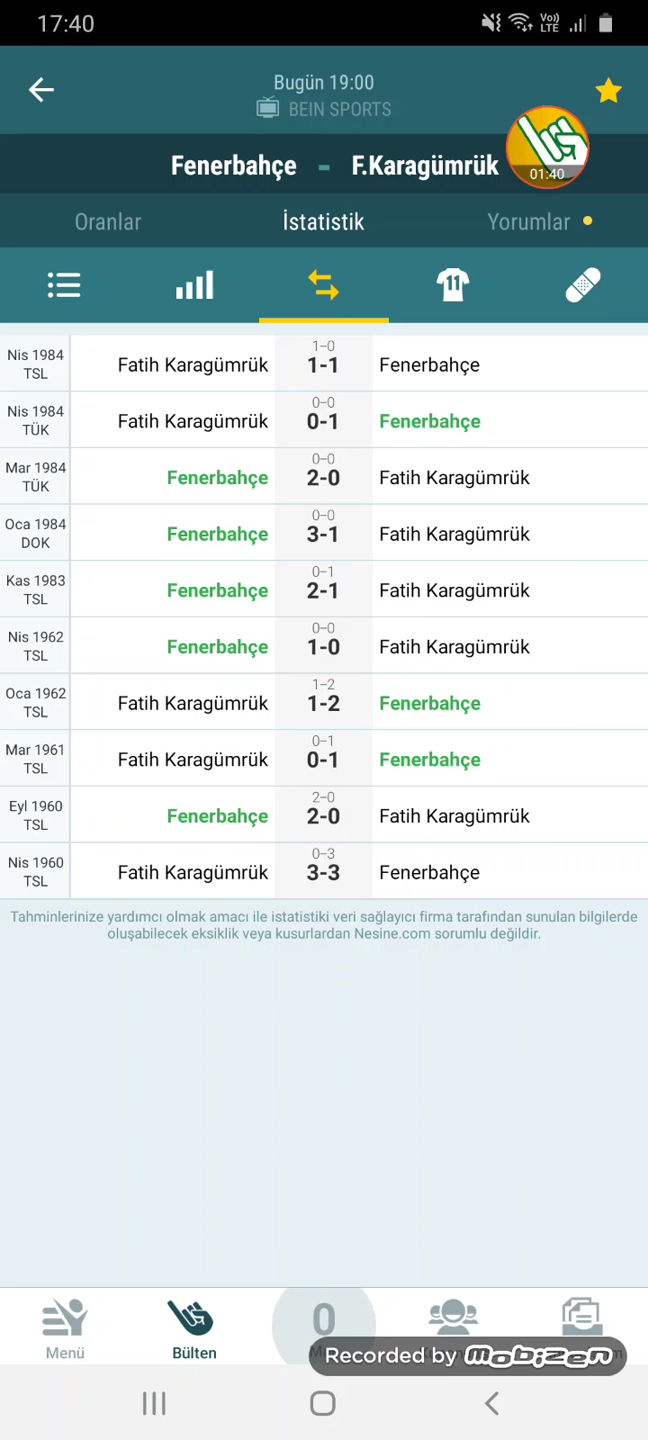 17:40
Vo)) LTE
Bugün 19:00
BEIN SPORTS
Fenerbahçe - F.Karagümrük
01:40
Oranlar İstatistik Yorumlar
11
Nis 1984 TSL Fatih Karagümrük 1-0 1-1 Fenerbahçe
Nis 1984 TÜK Fatih Karagümrük 0-0 0-1 Fenerbahçe
Mar 1984 TÜK Fenerbahçe 0-0 2-0 Fatih Karagümrük
Oca 1984 DOK Fenerbahçe 0-0 3-1 Fatih Karagümrük
Kas 1983 TSL Fenerbahçe 0-1 2-1 Fatih Karagümrük
Nis 1962 TSL Fenerbahçe 0-0 1-0 Fatih Karagümrük
Oca 1962 TSL Fatih Karagümrük 1-2 1-2 Fenerbahçe
Mar 1961 TSL Fatih Karagümrük 0-1 0-1 Fenerbahçe
Eyl 1960 TSL Fenerbahçe 2-0 2-0 Fatih Karagümrük
Nis 1960 TSL Fatih Karagümrük 0-3 3-3 Fenerbahçe
Tahminlerinize yardımcı olmak amacı ile istatistiki veri sağlayıcı firma tarafından sunulan bilgilerde
oluşabilecek eksiklik veya kusurlardan Nesine.com sorumlu değildir.
0
Menü Bülten
Recorded by mobizen